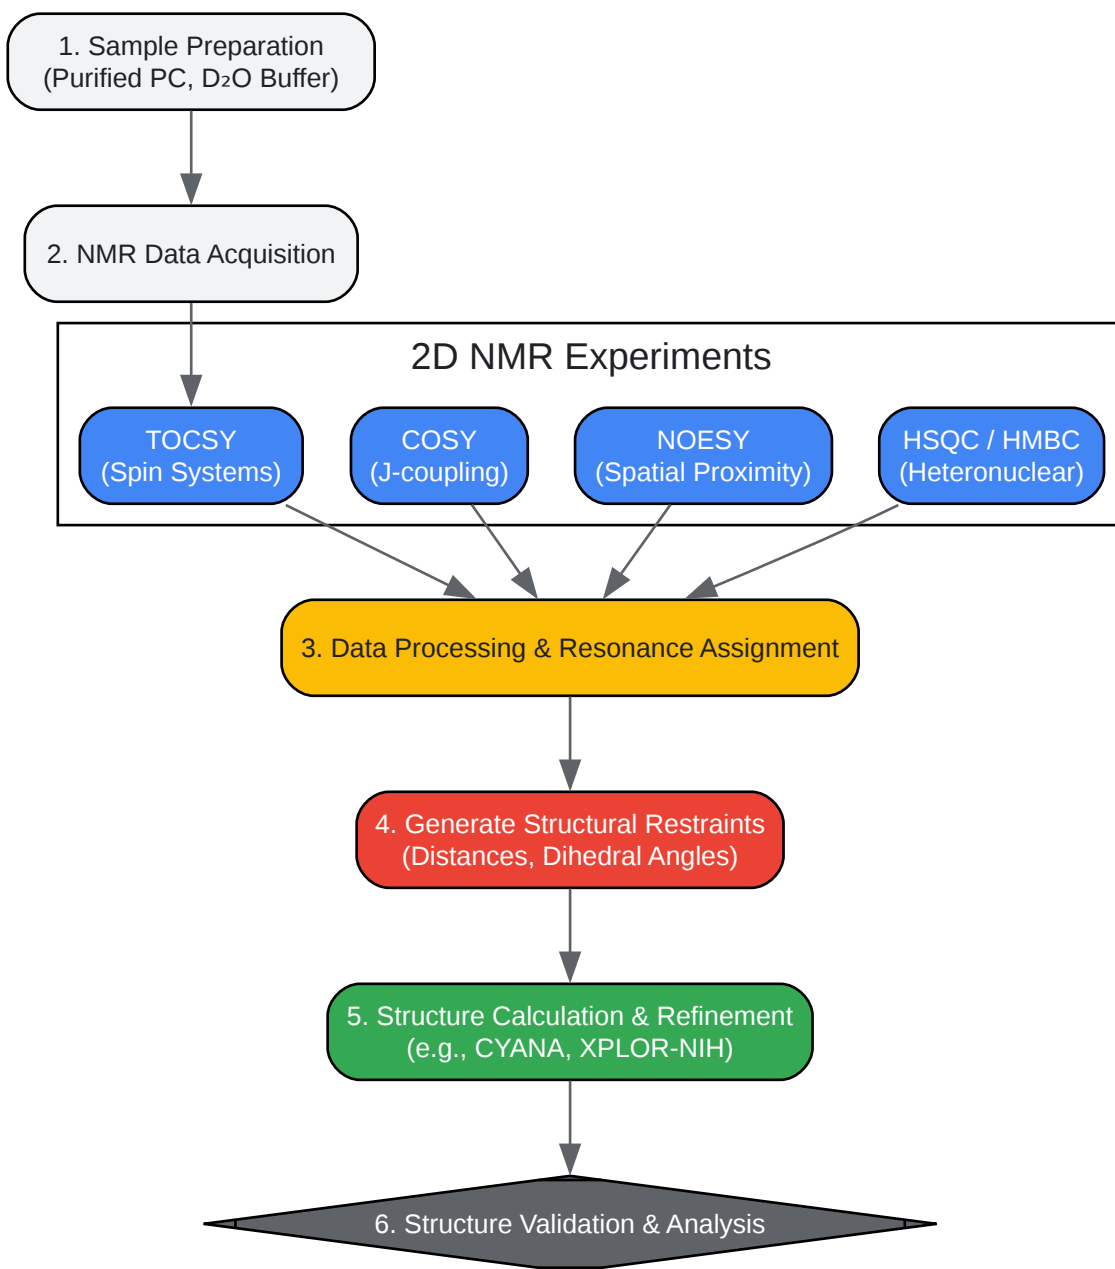 1. Sample Preparation
(Purified PC, D₂O Buffer)
2. NMR Data Acquisition
2D NMR Experiments
TOCSY
(Spin Systems)
COSY
(J-coupling)
NOESY
(Spatial Proximity)
HSQC / HMBC
(Heteronuclear)
3. Data Processing & Resonance Assignment
4. Generate Structural Restraints
(Distances, Dihedral Angles)
5. Structure Calculation & Refinement
(e.g., CYANA, XPLOR-NIH)
6. Structure Validation & Analysis